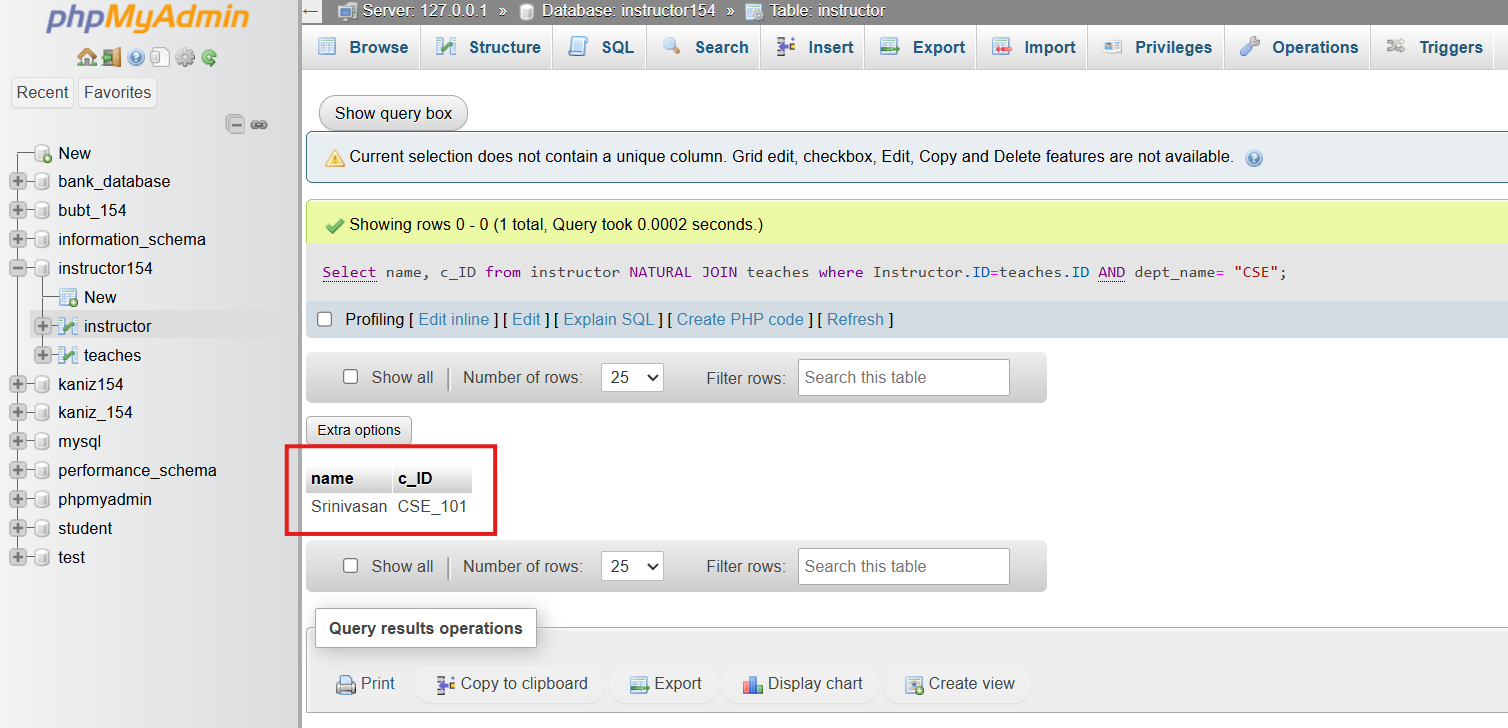 phpMyAdmin
Recent Favorites
New
bank_database
bubt_154
information_schema
instructor154
New
instructor
teaches
kaniz154
kaniz_154
mysql
performance_schema
phpmyadmin
student
test
← Server: 127.0.0.1 » Database: instructor154 » Table: instructor
Browse Structure SQL Search Insert Export Import Privileges Operations Triggers
Show query box
Current selection does not contain a unique column. Grid edit, checkbox, Edit, Copy and Delete features are not available.
Showing rows 0 - 0 (1 total, Query took 0.0002 seconds.)
Select name, c_ID from instructor NATURAL JOIN teaches where Instructor.ID=teaches.ID AND dept_name= "CSE";
Profiling [ Edit inline ] [ Edit ] [ Explain SQL ] [ Create PHP code ] [ Refresh ]
Show all | Number of rows: 25 Filter rows: Search this table
Extra options
name c_ID
Srinivasan CSE_101
Show all | Number of rows: 25 Filter rows: Search this table
Query results operations
Print Copy to clipboard Export Display chart Create view